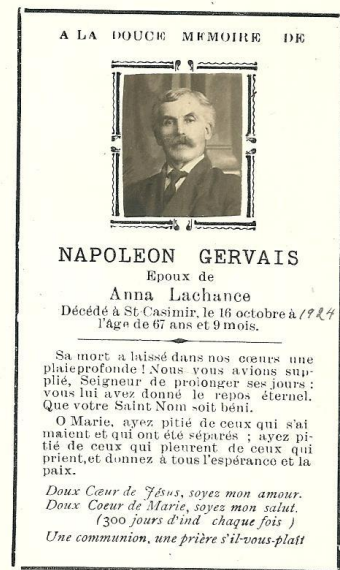 A LA DOUCE MEMOIRE DE
NAPOLEON GERVAIS
Epoux de
Anna Lachance
Décédé à St-Casimir, le 16 octobre à 1924
l'âge de 67 ans et 9 mois.
Sa mort a laissé dans nos cœurs une
plaie profonde ! Nous vous avions sup-
plié, Seigneur de prolonger ses jours :
vous lui avez donné le repos éternel.
Que votre Saint Nom soit béni.
O Marie, ayez pitié de ceux qui s'ai
maient et qui ont été séparés ; ayez pi-
tié de ceux qui pleurent de ceux qui
prient, et donnez à tous l'espérance et la
paix.
Doux Cœur de Jésus, soyez mon amour.
Doux Coeur de Marie, soyez mon salut.
(300 jours d'ind chaque fois )
Une communion, une prière s'il-vous-plaît